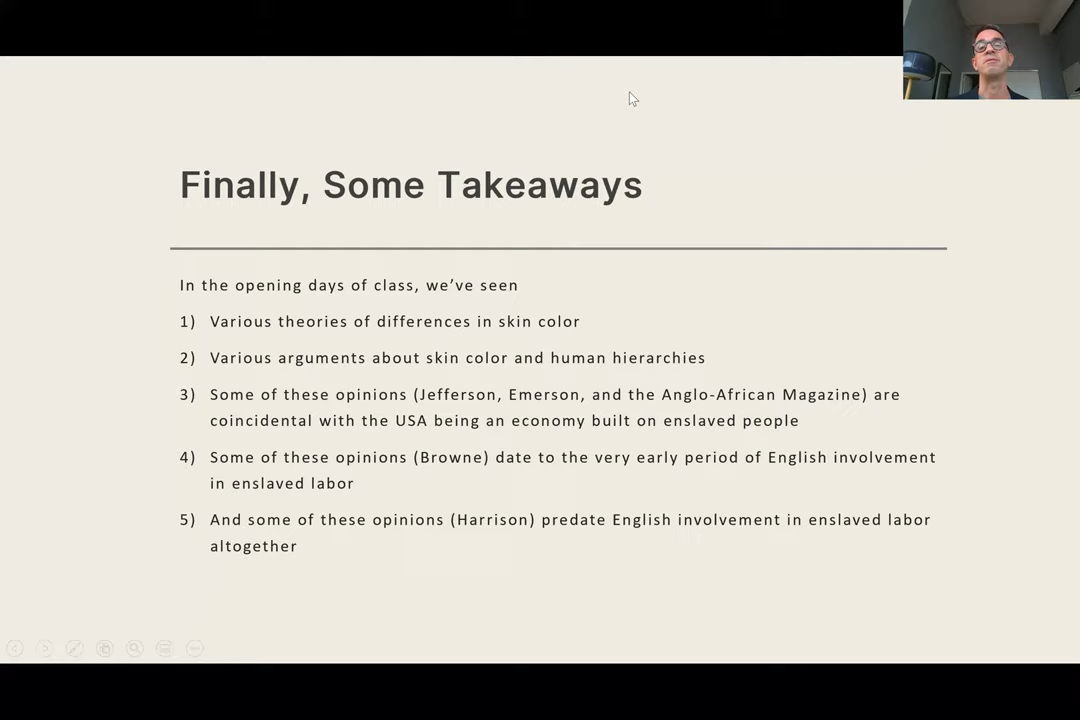 Finally, Some Takeaways
In the opening days of class, we’ve seen
1) Various theories of differences in skin color
2) Various arguments about skin color and human hierarchies
3) Some of these opinions (Jefferson, Emerson, and the Anglo-African Magazine) are
coincidental with the USA being an economy built on enslaved people
4) Some of these opinions (Browne) date to the very early period of English involvement
in enslaved labor
5) And some of these opinions (Harrison) predate English involvement in enslaved labor
altogether